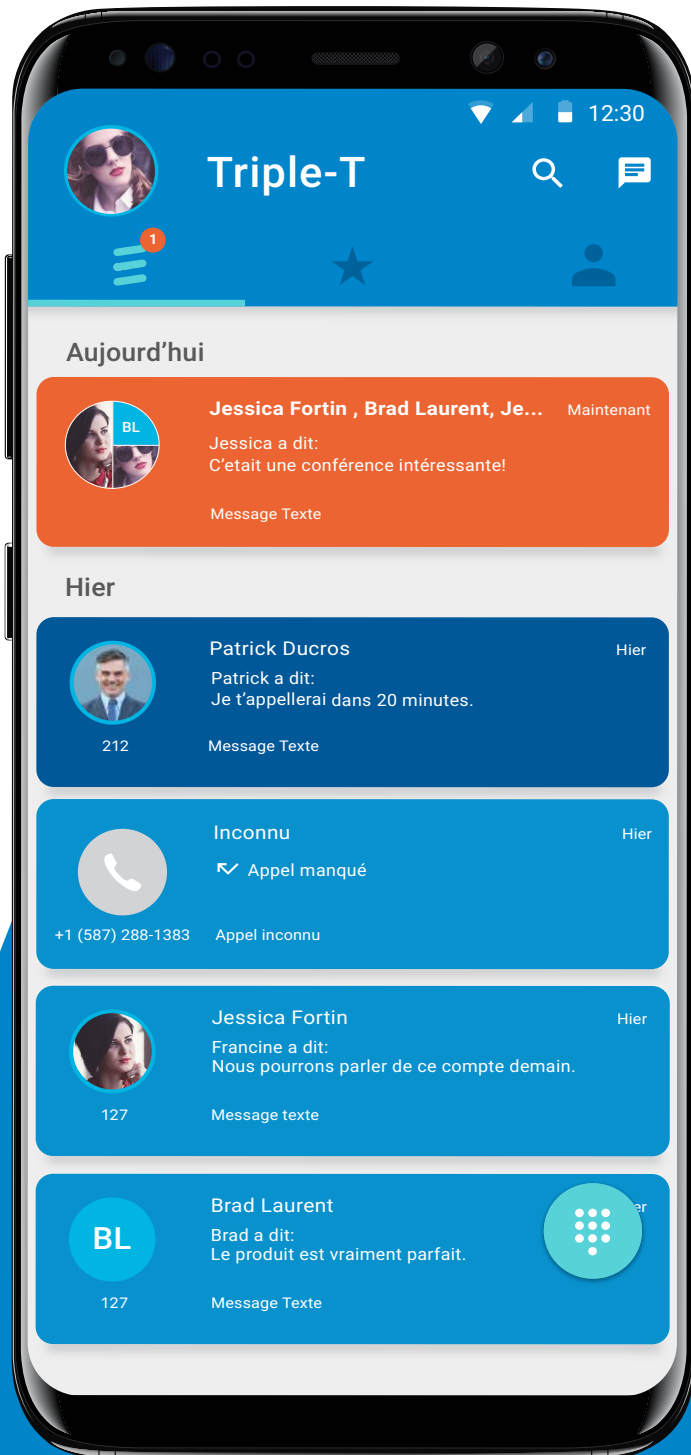 12:30
Triple-T
1
Aujourd’hui
Jessica Fortin , Brad Laurent, Je... Maintenant
BL
Jessica a dit:
C'etait une conférence intéressante!
Message Texte
Hier
Patrick Ducros Hier
Patrick a dit:
Je t'appellerai dans 20 minutes.
212 Message Texte
Inconnu Hier
Appel manqué
+1 (587) 288-1383 Appel inconnu
Jessica Fortin Hier
Francine a dit:
Nous pourrons parler de ce compte demain.
127 Message texte
Brad Laurent er
BL
Brad a dit:
Le produit est vraiment parfait.
127 Message Texte